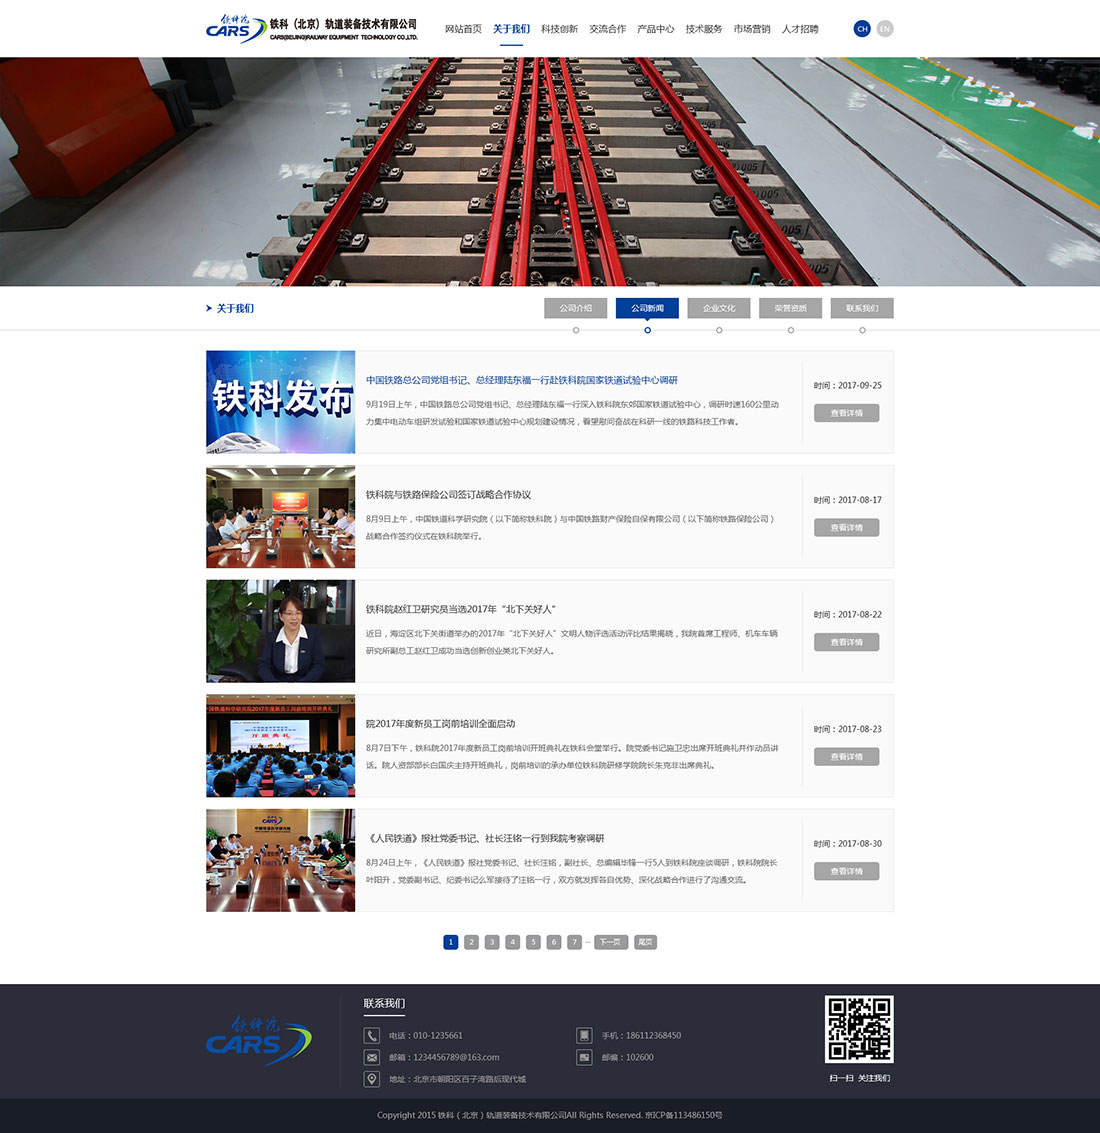 铁科院
CARS
铁科（北京）轨道装备技术有限公司
CARS(BEIJING)RAILWAY EQUIPMENT TECHNOLOGY CO.,LTD.
网站首页 关于我们 科技创新 交流合作 产品中心 技术服务 市场营销 人才招聘
CH EN
关于我们
公司介绍 公司新闻 企业文化 荣誉资质 联系我们
铁科发布
中国铁路总公司党组书记、总经理陆东福一行赴铁科院国家铁道试验中心调研
9月19日上午，中国铁路总公司党组书记、总经理陆东福一行深入铁科院东郊国家铁道试验中心，调研时速160公里动
力集中电动车组研发试验和国家铁道试验中心规划建设情况，看望慰问奋战在科研一线的铁路科技工作者。
时间：2017-09-25
查看详情
铁科院与铁路保险公司签订战略合作协议
8月9日上午，中国铁道科学研究院（以下简称铁科院）与中国铁路财产保险自保有限公司（以下简称铁路保险公司）
战略合作签约仪式在铁科院举行。
时间：2017-08-17
查看详情
铁科院赵红卫研究员当选2017年“北下关好人”
近日，海淀区北下关街道举办的2017年“北下关好人”文明人物评选活动评比结果揭晓，我院首席工程师、机车车辆
研究所副总工赵红卫成功当选创新创业类北下关好人。
时间：2017-08-22
查看详情
中国铁道科学研究院2017年度新员工岗前培训开班典礼
开班典礼
院2017年度新员工岗前培训全面启动
8月7日下午，铁科院2017年度新员工岗前培训开班典礼在铁科会堂举行。院党委书记施卫忠出席开班典礼并作动员讲
话。院人资部部长白国庆主持开班典礼，岗前培训的承办单位铁科院研修学院院长朱克非出席典礼。
时间：2017-08-23
查看详情
CARS
中国铁道科学研究院
《人民铁道》报社党委书记、社长汪铭一行到我院考察调研
8月24日上午，《人民铁道》报社党委书记、社长汪铭，副社长、总编辑华锋一行5人到铁科院座谈调研，铁科院院长
叶阳升，党委副书记、纪委书记么军接待了汪铭一行，双方就发挥各自优势、深化战略合作进行了沟通交流。
时间：2017-08-30
查看详情
1 2 3 4 5 6 7 ... 下一页 尾页
铁科院
CARS
联系我们
电话：010-1235661
手机：186112368450
邮箱：1234456789@163.com
邮编：102600
地址：北京市朝阳区百子湾路后现代城
扫一扫 关注我们
Copyright 2015 铁科（北京）轨道装备技术有限公司All Rights Reserved. 京ICP备113486150号